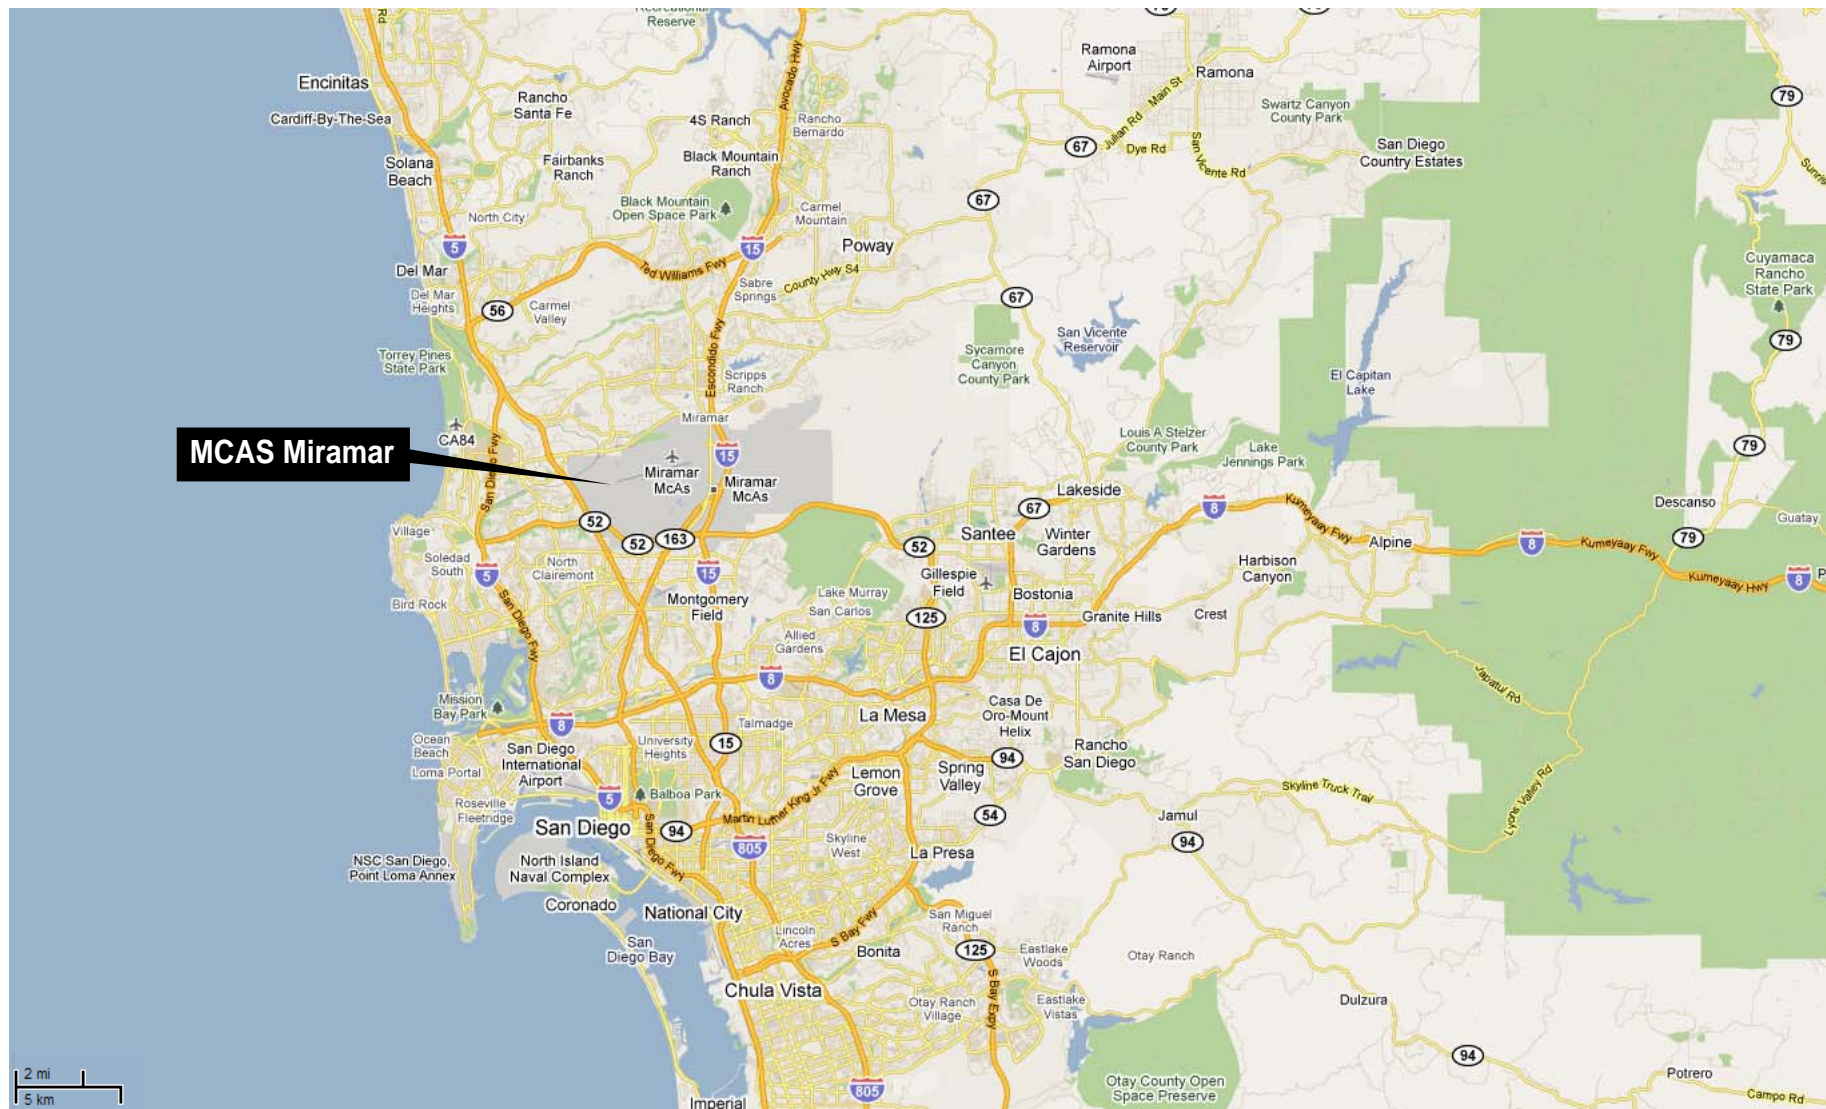 Recreational
Reserve
Rd
Avocado Hwy
Encinitas
Cardiff-By-The-Sea
Rancho
Santa Fe
4S Ranch
Rancho
Bernardo
Ramona
Airport
Ramona
Main St
Julian Rd
Swartz Canyon
County Park
79
Solana
Beach
Fairbanks
Ranch
Black Mountain
Ranch
67
Dye Rd
San Vicente Rd
San Diego
Country Estates
Black Mountain
Open Space Park
North City
Carmel
Mountain
67
5
15
Poway
Ted Williams Fwy
Del Mar
Del Mar
Heights
Sabre
Springs
County Hwy S4
Cuyamaca
Rancho
State Park
56
Carmel
Valley
67
San Vicente
Reservoir
79
Torrey Pines
State Park
Escondido Fwy
Scripps
Ranch
Sycamore
Canyon
County Park
El Capitan
Lake
Miramar
CA84
MCAS Miramar
San Diego Fwy
Miramar
McAs
15
Miramar
McAs
Louis A Stelzer
County Park
Lake
Jennings Park
79
Lakeside
67
8
Kumeyaay Fwy
Descanso
Guatay
Village
52
52
163
52
Santee
Winter
Gardens
Alpine
8
Kumeyaay Fwy
79
Soledad
South
5
North
Clairemont
15
Gillespie
Field
Harbison
Canyon
Kumeyaay Hwy
8
Bird Rock
San Diego Fwy
Montgomery
Field
Lake Murray
San Carlos
125
Bostonia
8
Granite Hills
Crest
Allied
Gardens
El Cajon
8
Japatul Rd
Mission
Bay Park
8
La Mesa
Casa De
Oro-Mount
Helix
Talmadge
Ocean
Beach
San Diego
International
Airport
University
Heights
15
94
Rancho
San Diego
Loma Portal
Lemon
Grove
Spring
Valley
Skyline Truck Trail
Lyons Valley Rd
Roseville -
Fleetridge
5
Balboa Park
Martin Luther King Jr Fwy
54
Jamul
San Diego
94
San Diego Fwy
805
Skyline
West
La Presa
94
NSC San Diego,
Point Loma Annex
North Island
Naval Complex
Coronado
National City
San Miguel
Ranch
Lincoln
Acres
S Bay Fwy
Bonita
San
Diego Bay
125
Eastlake
Woods
Otay Ranch
Chula Vista
S Bay Expy
Otay Ranch
Village
Eastlake
Vistas
Dulzura
94
2 mi
5 km
805
Otay County Open
Space Preserve
Potrero
Campo Rd
Imperial